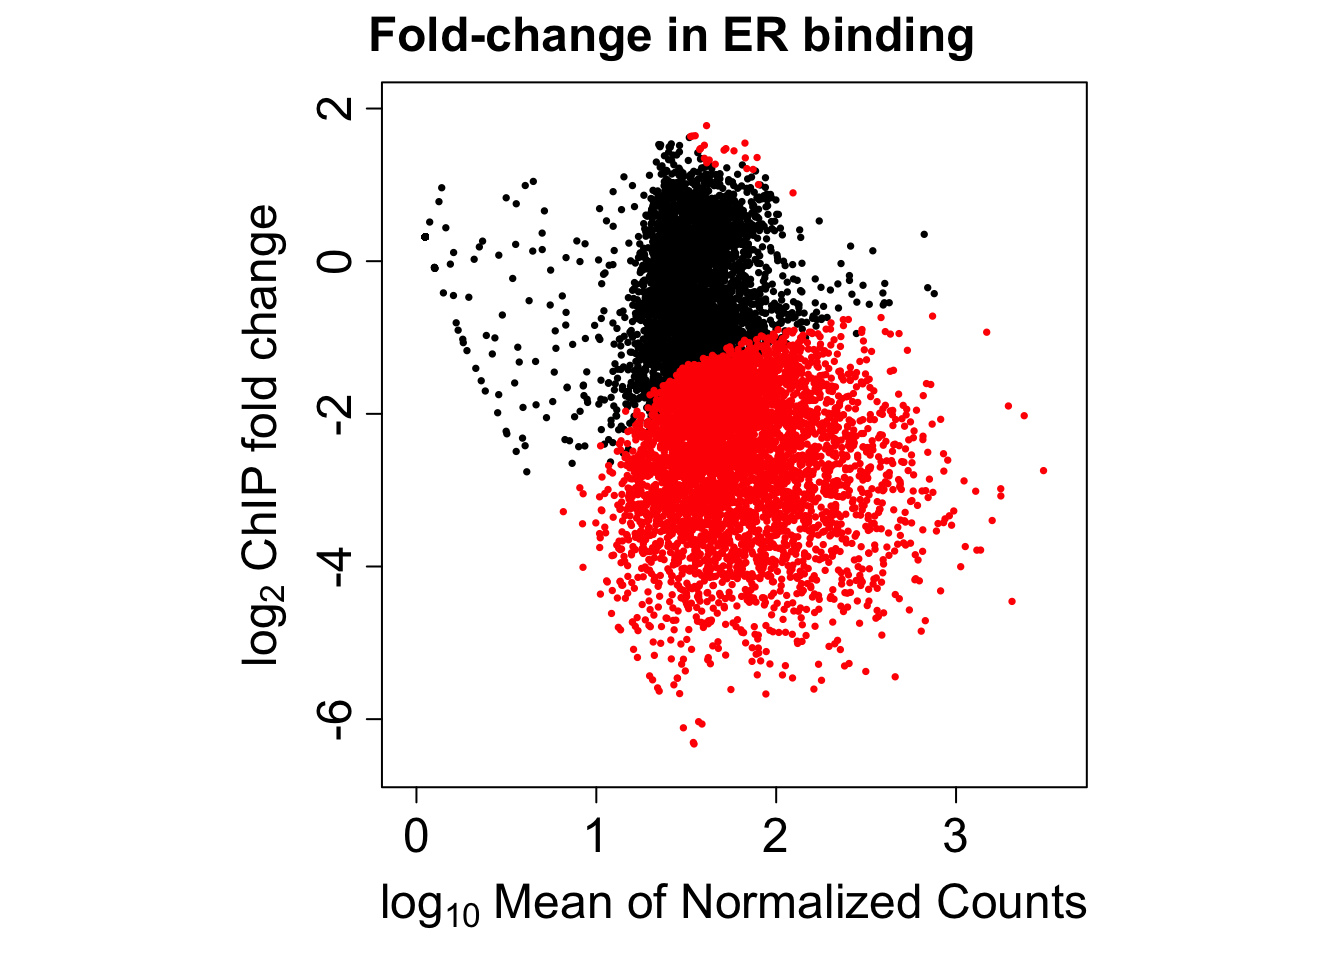 Fold-change in ER binding
log₂ ChIP fold change
2
0
-2
-4
-6
0 1 2 3
log₁₀ Mean of Normalized Counts